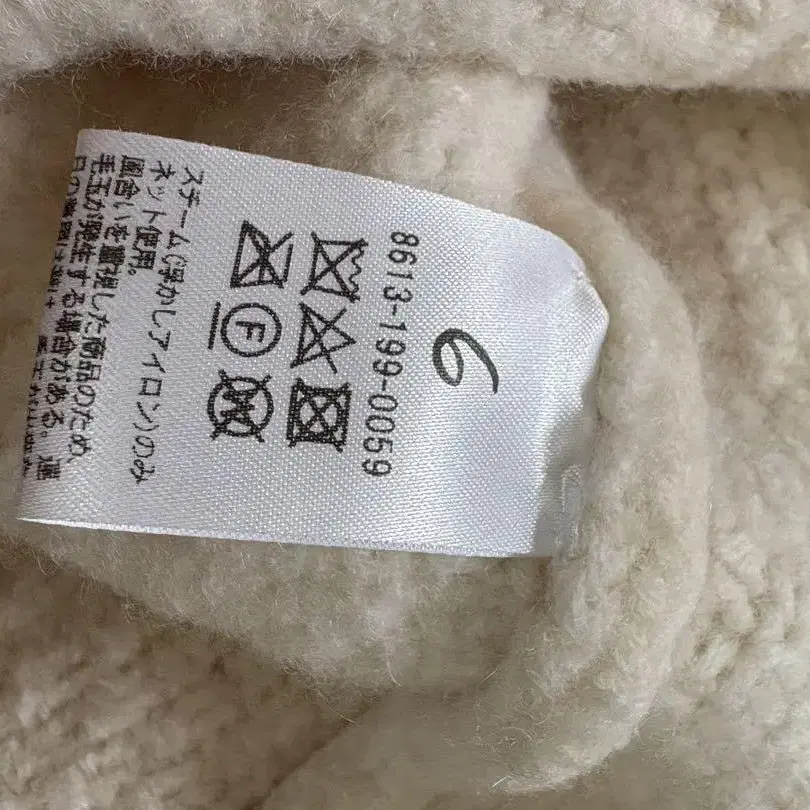 6
8613-199-0059
F
W
スチーム(浮かしアイロン)のみ
ネット使用。
風合いを重視した商品のため、
毛玉が発生する場合がある。